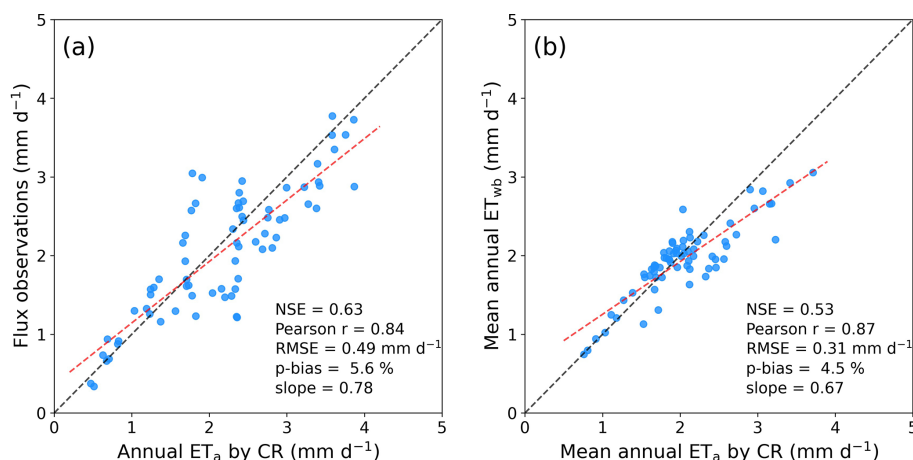 (a)
5
4
3
2
1
0
Flux observations (mm d⁻¹)
NSE = 0.63
Pearson r = 0.84
RMSE = 0.49 mm d⁻¹
p-bias = 5.6 %
slope = 0.78
0 1 2 3 4 5
Annual ETₐ by CR (mm d⁻¹)
(b)
5
4
3
2
1
0
Mean annual ET_wb (mm d⁻¹)
NSE = 0.53
Pearson r = 0.87
RMSE = 0.31 mm d⁻¹
p-bias = 4.5 %
slope = 0.67
0 1 2 3 4 5
Mean annual ETₐ by CR (mm d⁻¹)